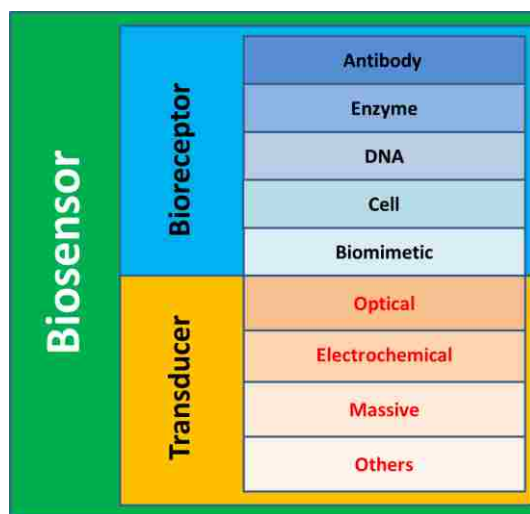 Biosensor
Bioreceptor
Antibody
Enzyme
DNA
Cell
Biomimetic
Transducer
Optical
Electrochemical
Massive
Others